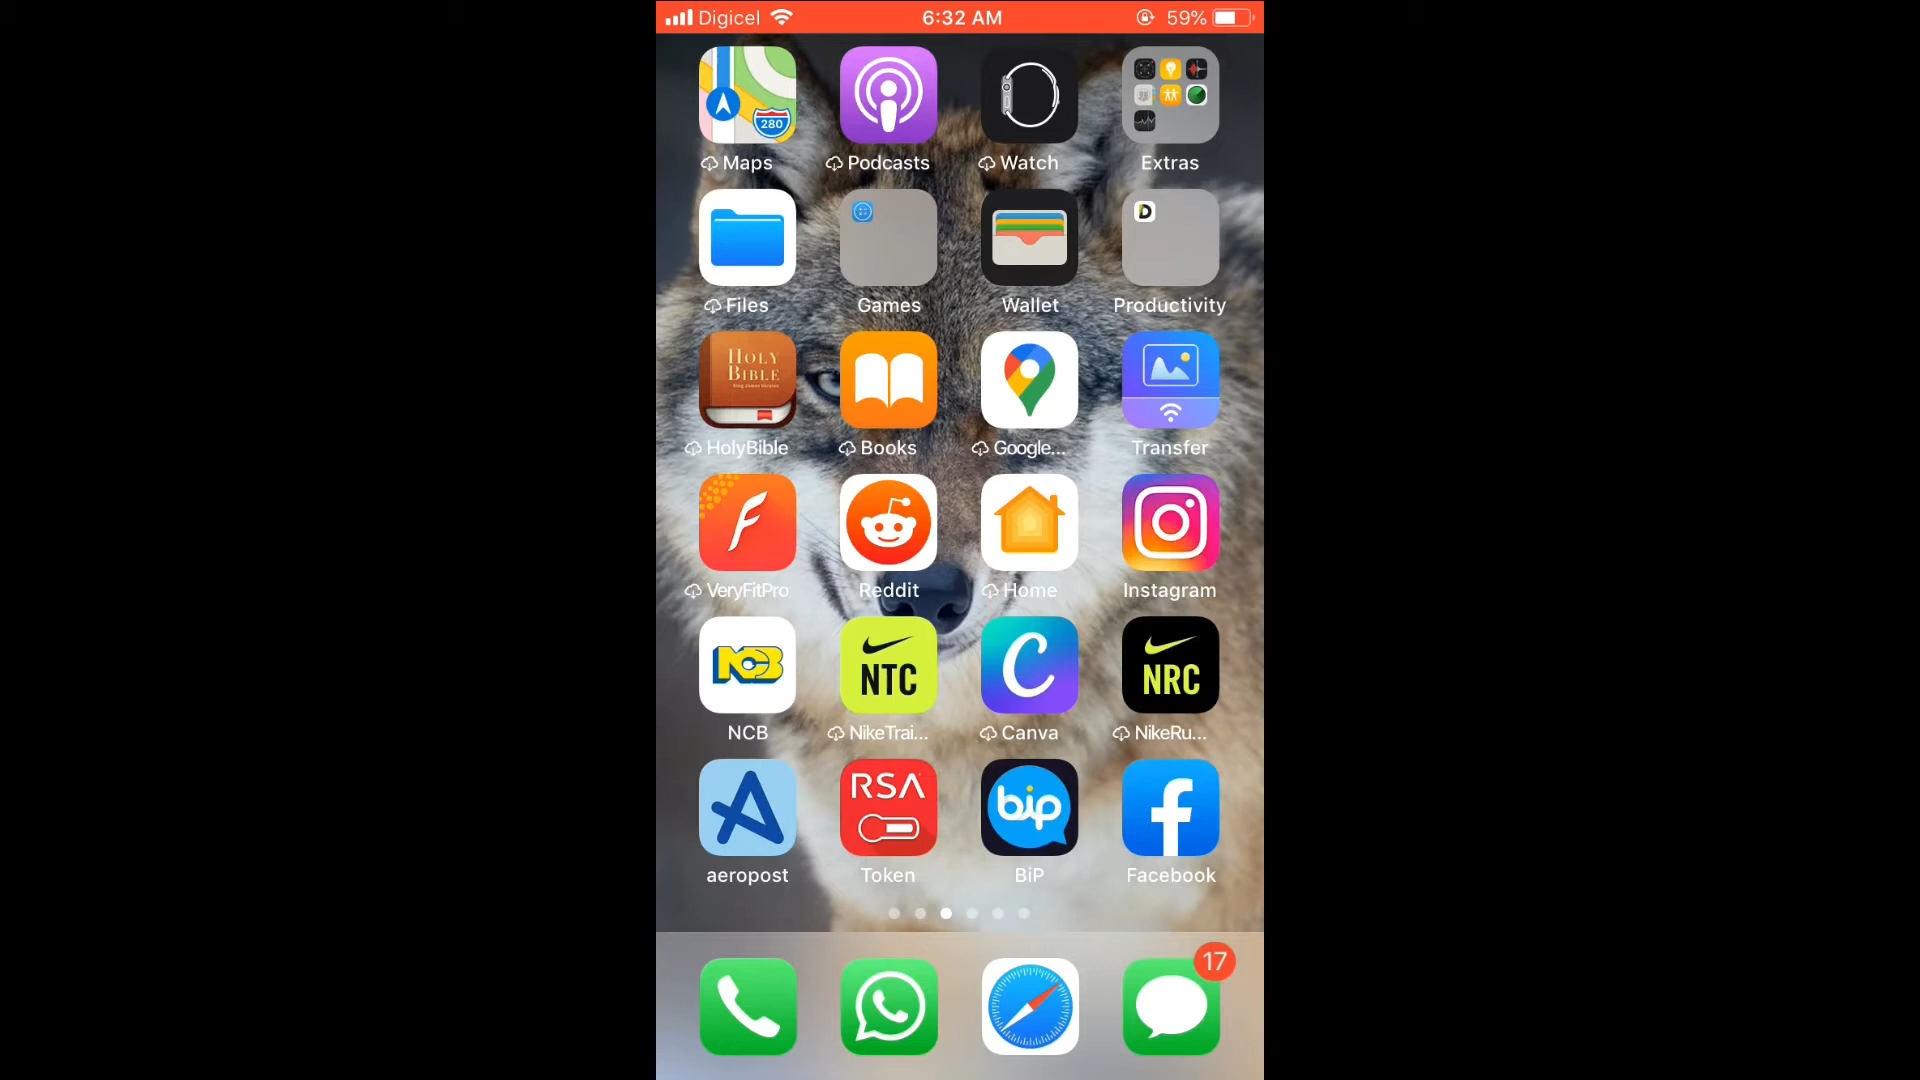 Digicel 6:32 AM 59%
280
Maps Podcasts Watch Extras
D
Files Games Wallet Productivity
HOLY
BIBLE
HolyBible Books Google... Transfer
VeryFitPro Reddit Home Instagram
NCB NTC C NRC
NCB NikeTrai... Canva NikeRu...
RSA bip f
aeropost Token BiP Facebook
17